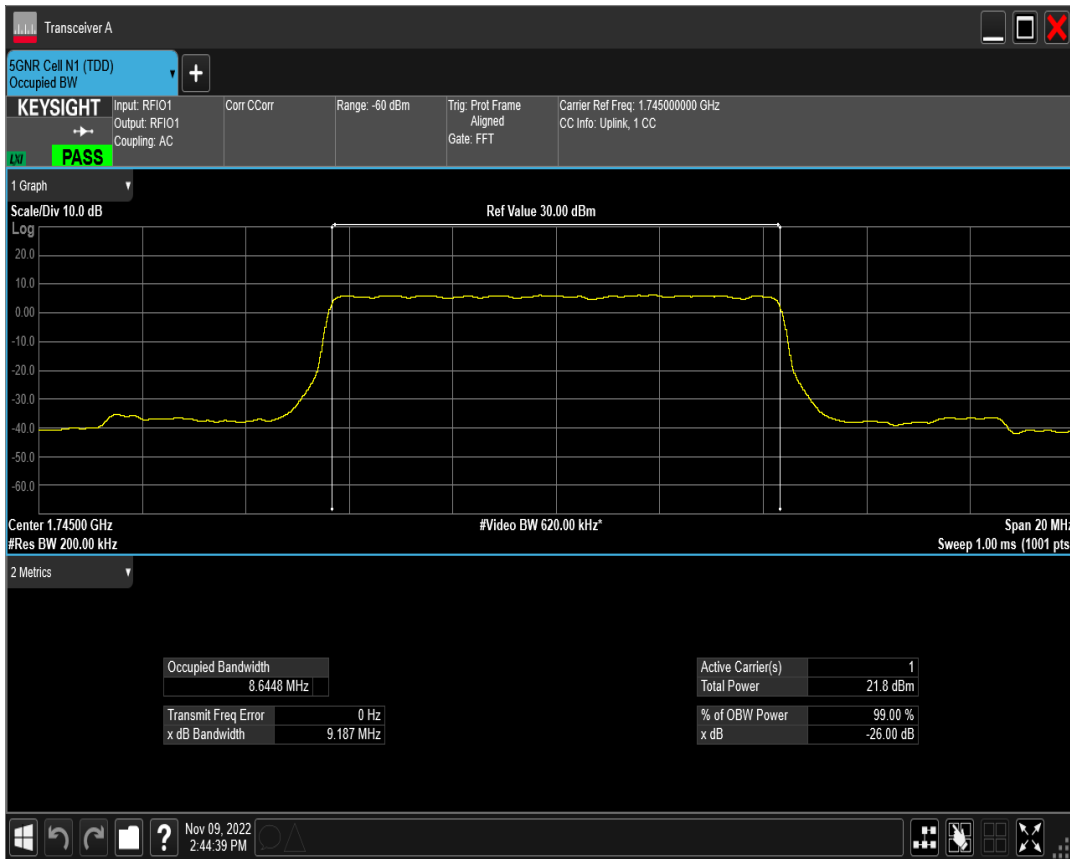 Transceiver A
5GNR Cell N1 (TDD)
Occupied BW
+
KEYSIGHT
LXI
PASS
Input: RFIO1
Output: RFIO1
Coupling: AC
Corr CCorr
Range: -60 dBm
Trig: Prot Frame
Aligned
Gate: FFT
Carrier Ref Freq: 1.745000000 GHz
CC Info: Uplink, 1 CC
1 Graph
Scale/Div 10.0 dB
Ref Value 30.00 dBm
Log
20.0
10.0
0.00
-10.0
-20.0
-30.0
-40.0
-50.0
-60.0
Center 1.74500 GHz
#Video BW 620.00 kHz*
Span 20 MHz
#Res BW 200.00 kHz
Sweep 1.00 ms (1001 pts
2 Metrics
Occupied Bandwidth
8.6448 MHz
Transmit Freq Error 0 Hz
x dB Bandwidth 9.187 MHz
Active Carrier(s) 1
Total Power 21.8 dBm
% of OBW Power 99.00 %
x dB -26.00 dB
?
Nov 09, 2022
2:44:39 PM